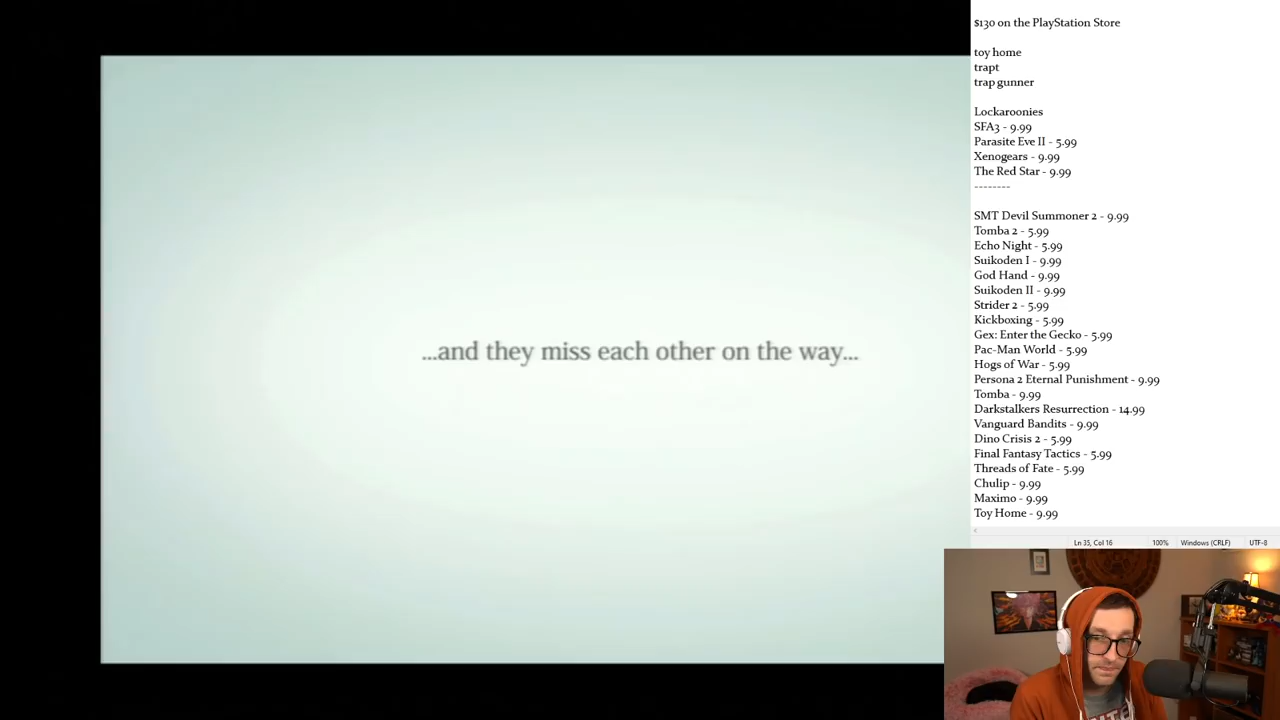 ...and they miss each other on the way...
$130 on the PlayStation Store
toy home
trapt
trap gunner
Lockaroonies
SFA3 - 9.99
Parasite Eve II - 5.99
Xenogears - 9.99
The Red Star - 9.99
--------
SMT Devil Summoner 2 - 9.99
Tomba 2 - 5.99
Echo Night - 5.99
Suikoden I - 9.99
God Hand - 9.99
Suikoden II - 9.99
Strider 2 - 5.99
Kickboxing - 5.99
Gex: Enter the Gecko - 5.99
Pac-Man World - 5.99
Hogs of War - 5.99
Persona 2 Eternal Punishment - 9.99
Tomba - 9.99
Darkstalkers Resurrection - 14.99
Vanguard Bandits - 9.99
Dino Crisis 2 - 5.99
Final Fantasy Tactics - 5.99
Threads of Fate - 5.99
Chulip - 9.99
Maximo - 9.99
Toy Home - 9.99
Ln 35, Col 16 100% Windows (CRLF) UTF-8